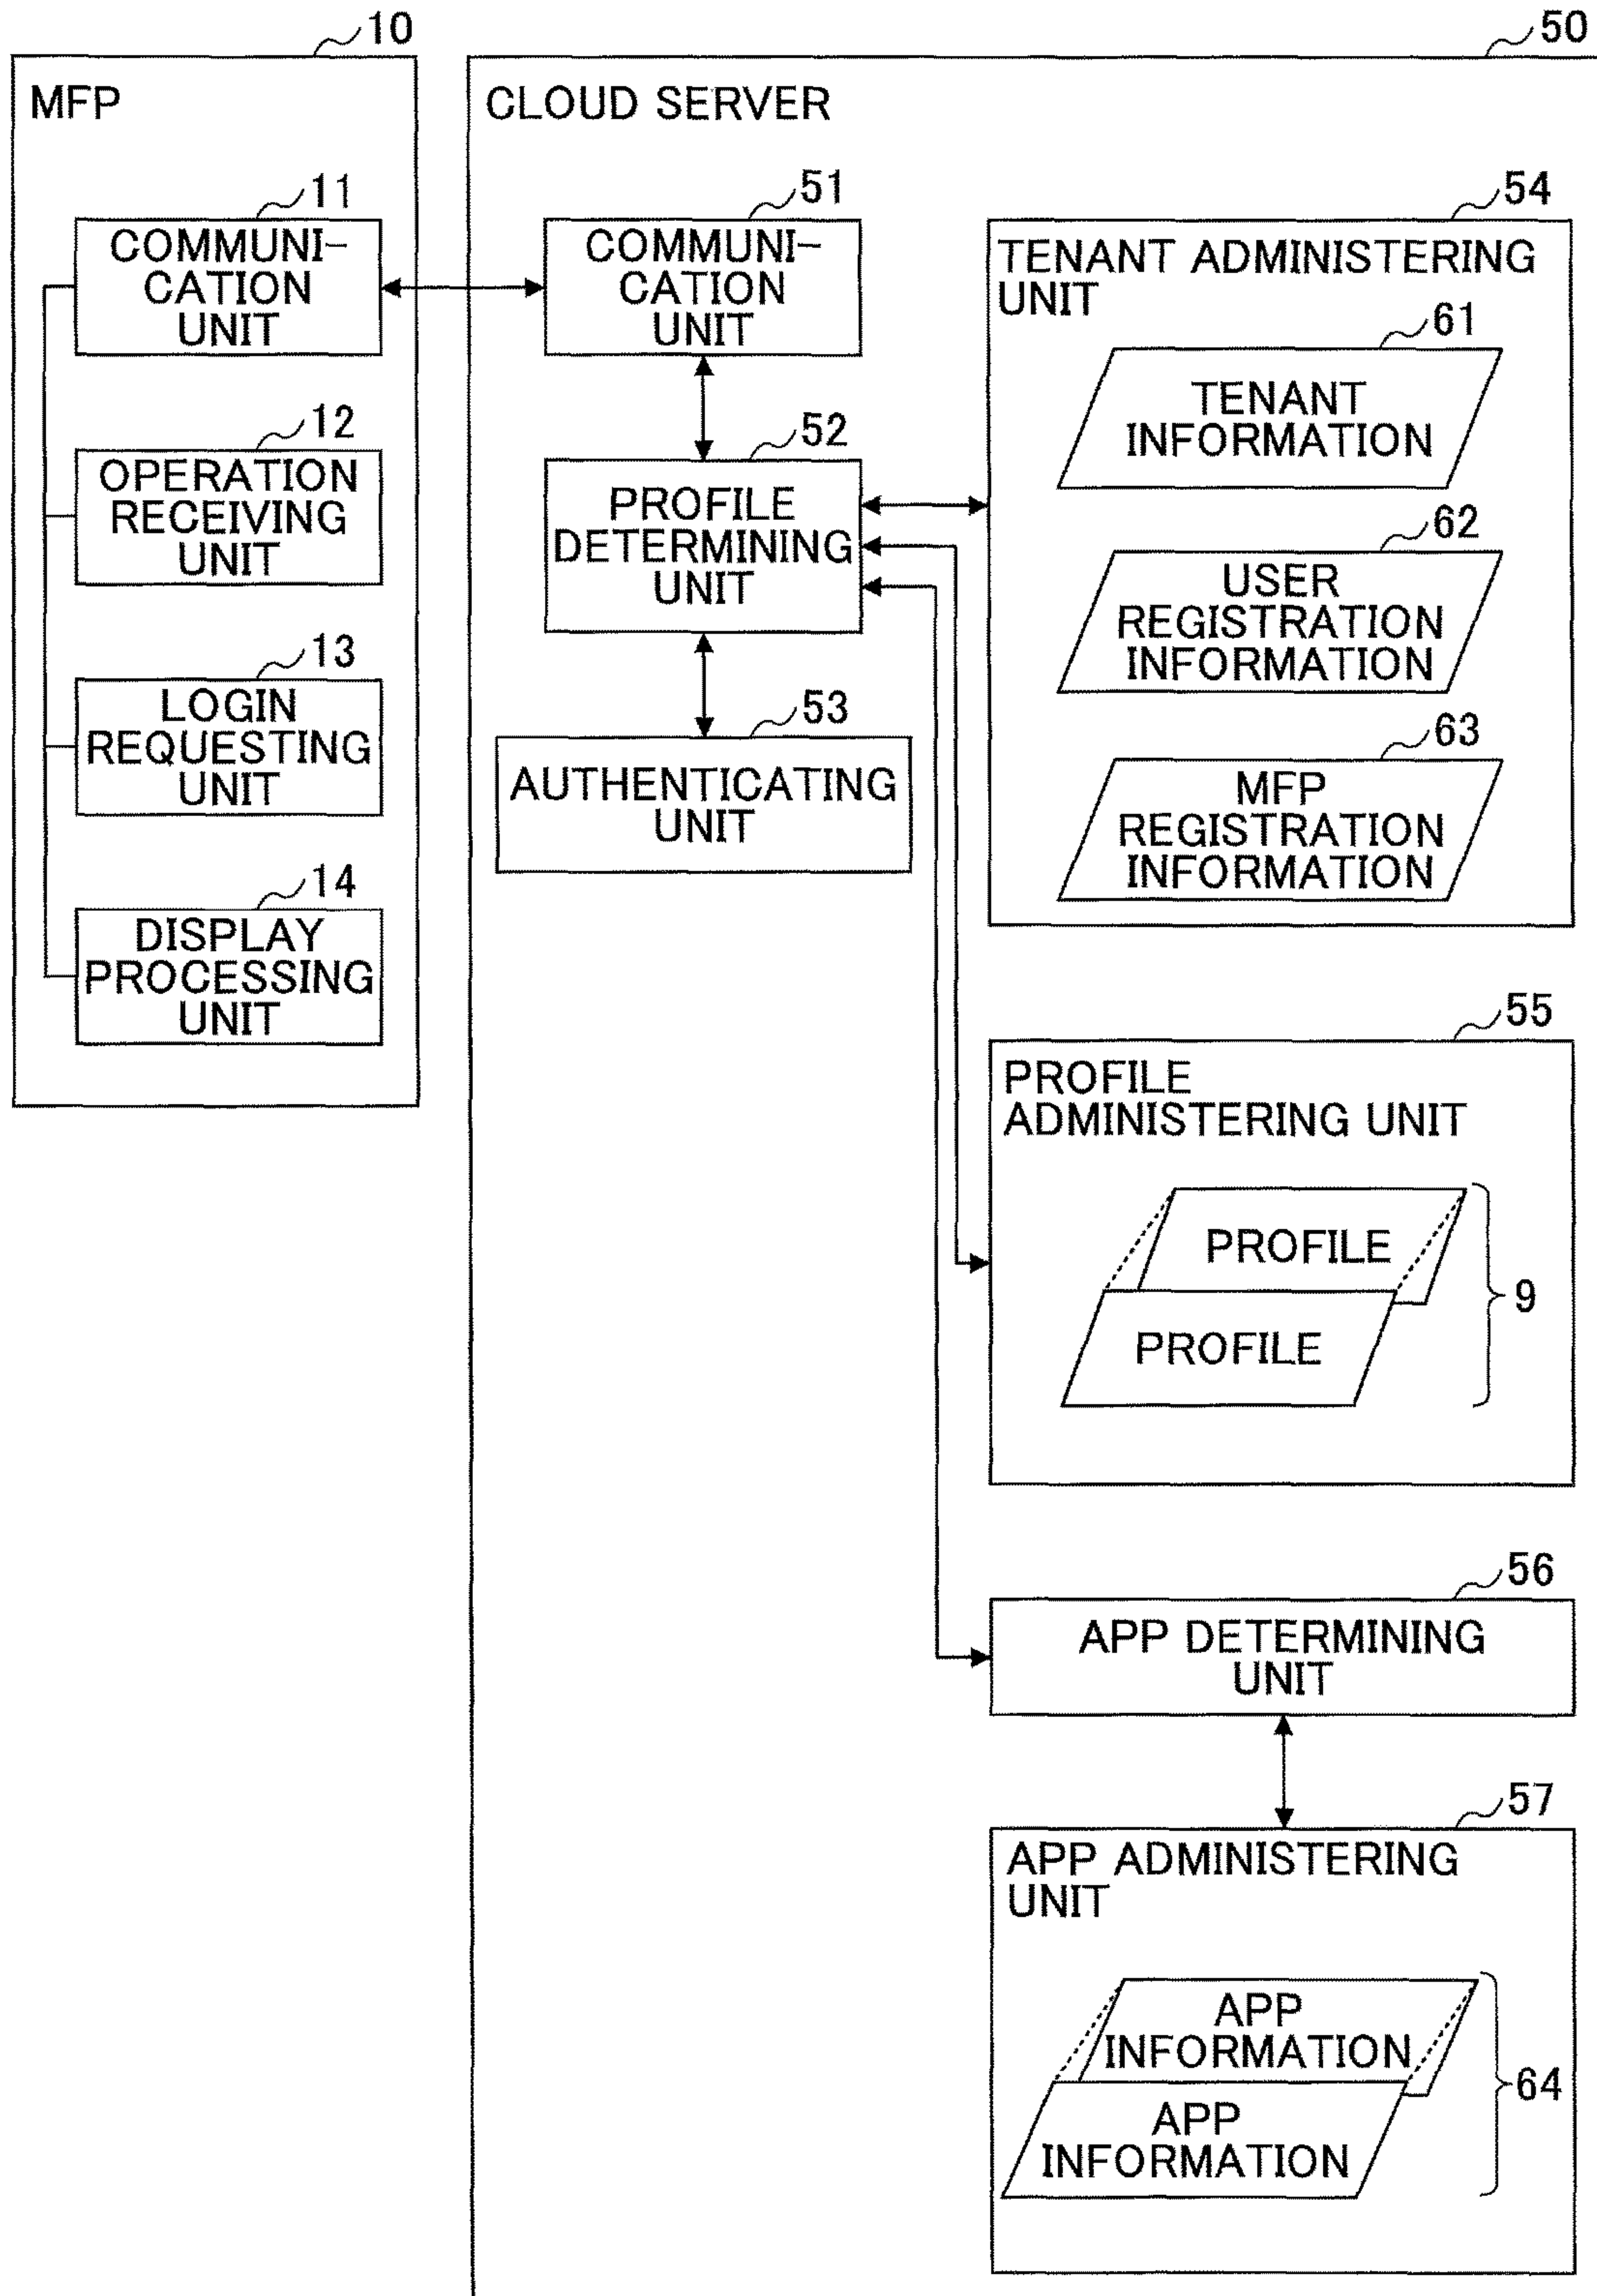 10
MFP
11
COMMUNI-
CATION
UNIT
12
OPERATION
RECEIVING
UNIT
13
LOGIN
REQUESTING
UNIT
14
DISPLAY
PROCESSING
UNIT
50
CLOUD SERVER
51
COMMUNI-
CATION
UNIT
52
PROFILE
DETERMINING
UNIT
53
AUTHENTICATING
UNIT
54
TENANT ADMINISTERING
UNIT
61
TENANT
INFORMATION
62
USER
REGISTRATION
INFORMATION
63
MFP
REGISTRATION
INFORMATION
55
PROFILE
ADMINISTERING UNIT
PROFILE
PROFILE
9
56
APP DETERMINING
UNIT
57
APP ADMINISTERING
UNIT
APP
INFORMATION
APP
INFORMATION
64